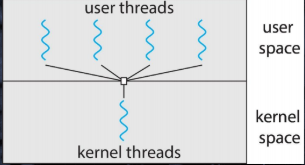 user threads
user
space
kernel
space
kernel threads